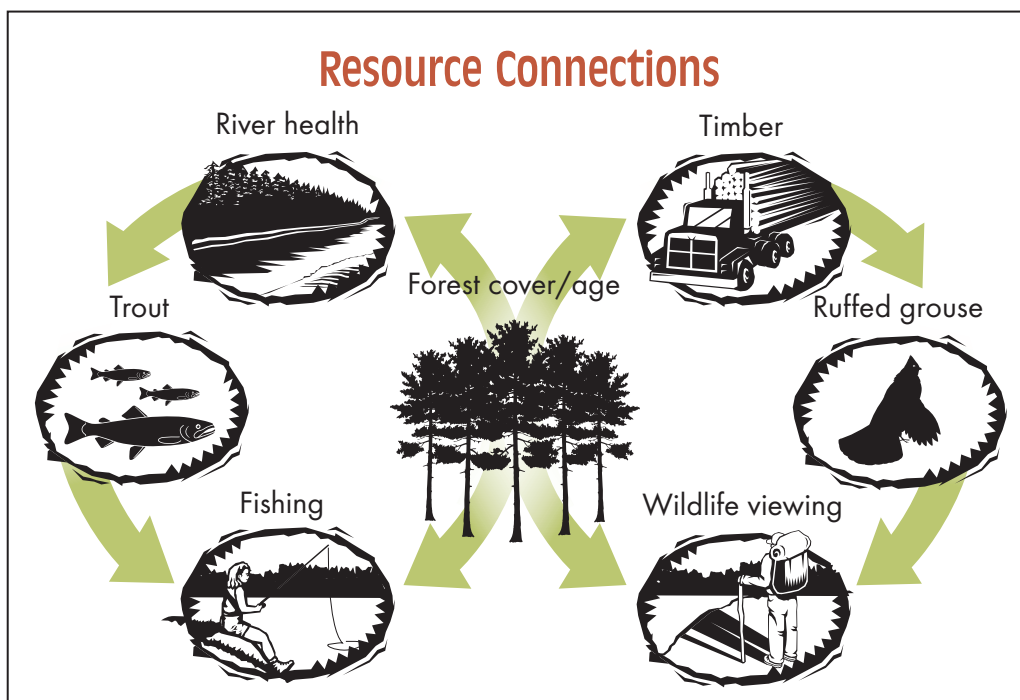 Resource Connections
River health
Timber
Forest cover/age
Trout
Ruffed grouse
Fishing
Wildlife viewing